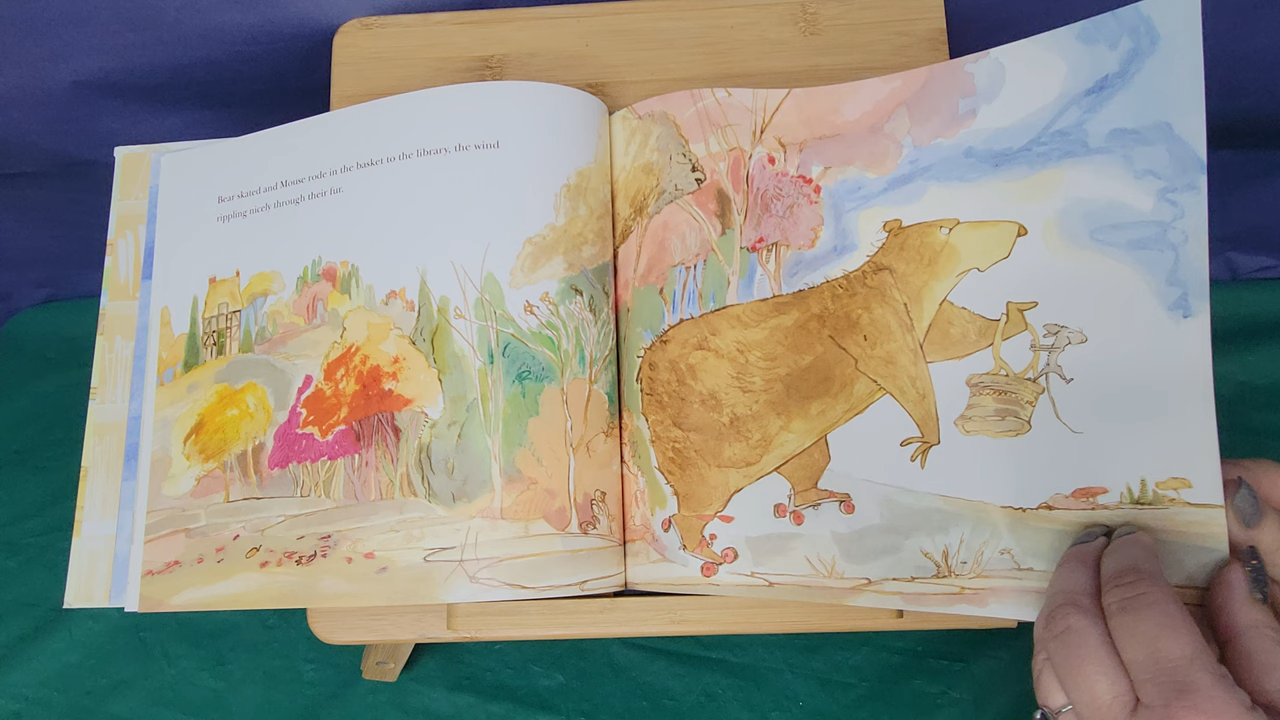 Bear skated and Mouse rode in the basket to the library, the wind
rippling nicely through their fur.